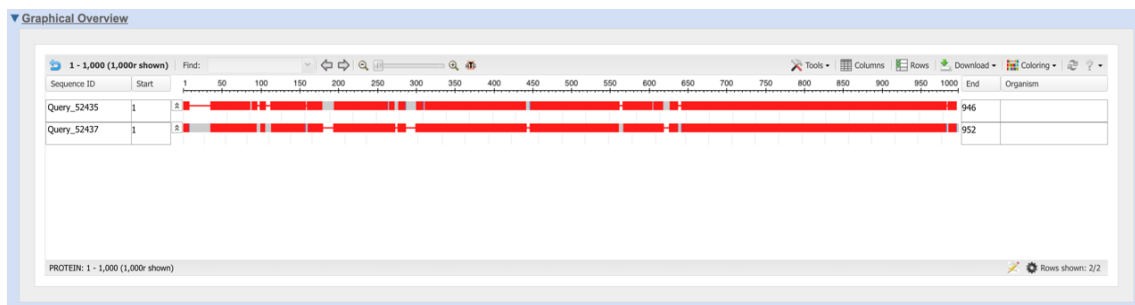 Graphical Overview
1 - 1,000 (1,000r shown) Find: Tools Columns Rows Download Coloring ?
Sequence ID Start 1 50 100 150 200 250 300 350 400 450 500 550 600 650 700 750 800 850 900 950 1000 End Organism
Query_52435 1 946
Query_52437 1 952
PROTEIN: 1 - 1,000 (1,000r shown) Rows shown: 2/2